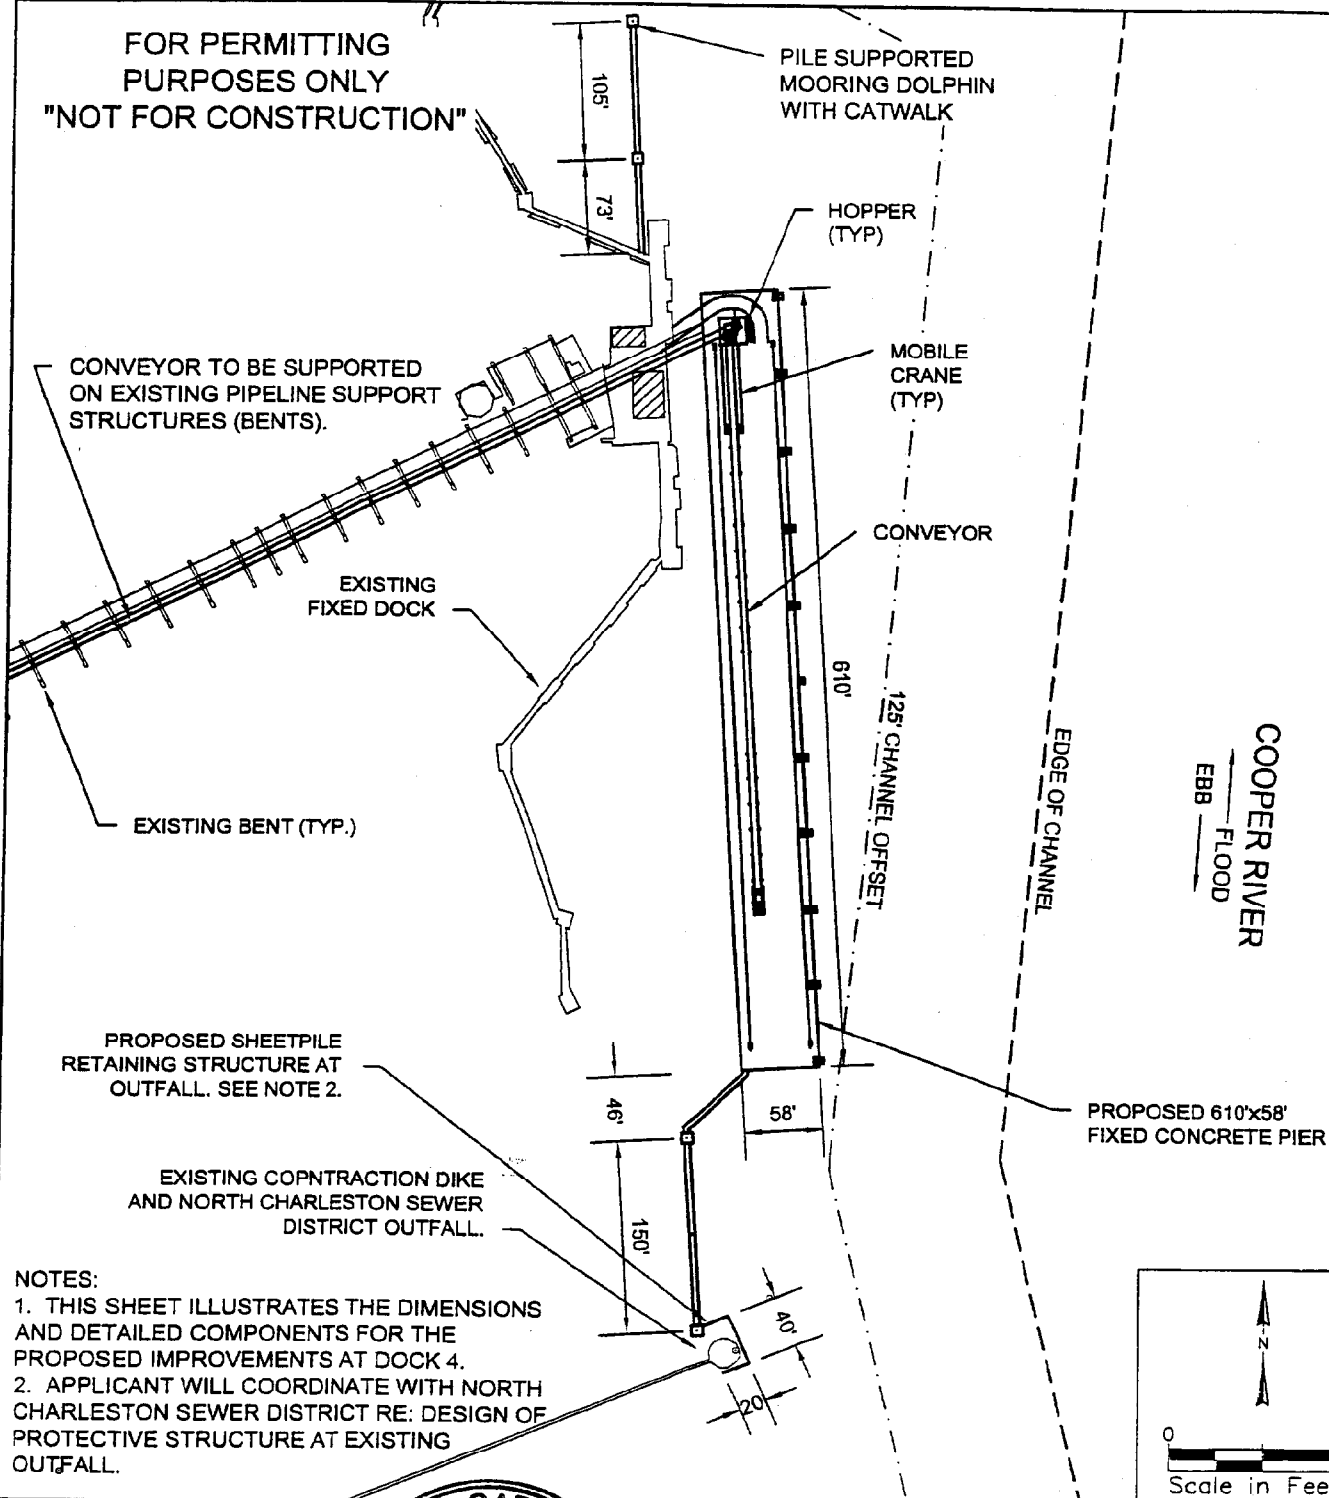 FOR PERMITTING
PURPOSES ONLY
"NOT FOR CONSTRUCTION"
PILE SUPPORTED
MOORING DOLPHIN
WITH CATWALK
105'
73'
HOPPER
(TYP)
MOBILE
CRANE
(TYP)
CONVEYOR TO BE SUPPORTED
ON EXISTING PIPELINE SUPPORT
STRUCTURES (BENTS).
CONVEYOR
EXISTING
FIXED DOCK
610'
125' CHANNEL OFFSET
EDGE OF CHANNEL
COOPER RIVER
FLOOD
EBB
EXISTING BENT (TYP.)
PROPOSED SHEETPILE
RETAINING STRUCTURE AT
OUTFALL. SEE NOTE 2.
46'
58'
PROPOSED 610'x58'
FIXED CONCRETE PIER
EXISTING COPNTRACTION DIKE
AND NORTH CHARLESTON SEWER
DISTRICT OUTFALL.
150'
40'
20'
NOTES:
1. THIS SHEET ILLUSTRATES THE DIMENSIONS
AND DETAILED COMPONENTS FOR THE
PROPOSED IMPROVEMENTS AT DOCK 4.
2. APPLICANT WILL COORDINATE WITH NORTH
CHARLESTON SEWER DISTRICT RE: DESIGN OF
PROTECTIVE STRUCTURE AT EXISTING
OUTFALL.
N
0
Scale in Fee